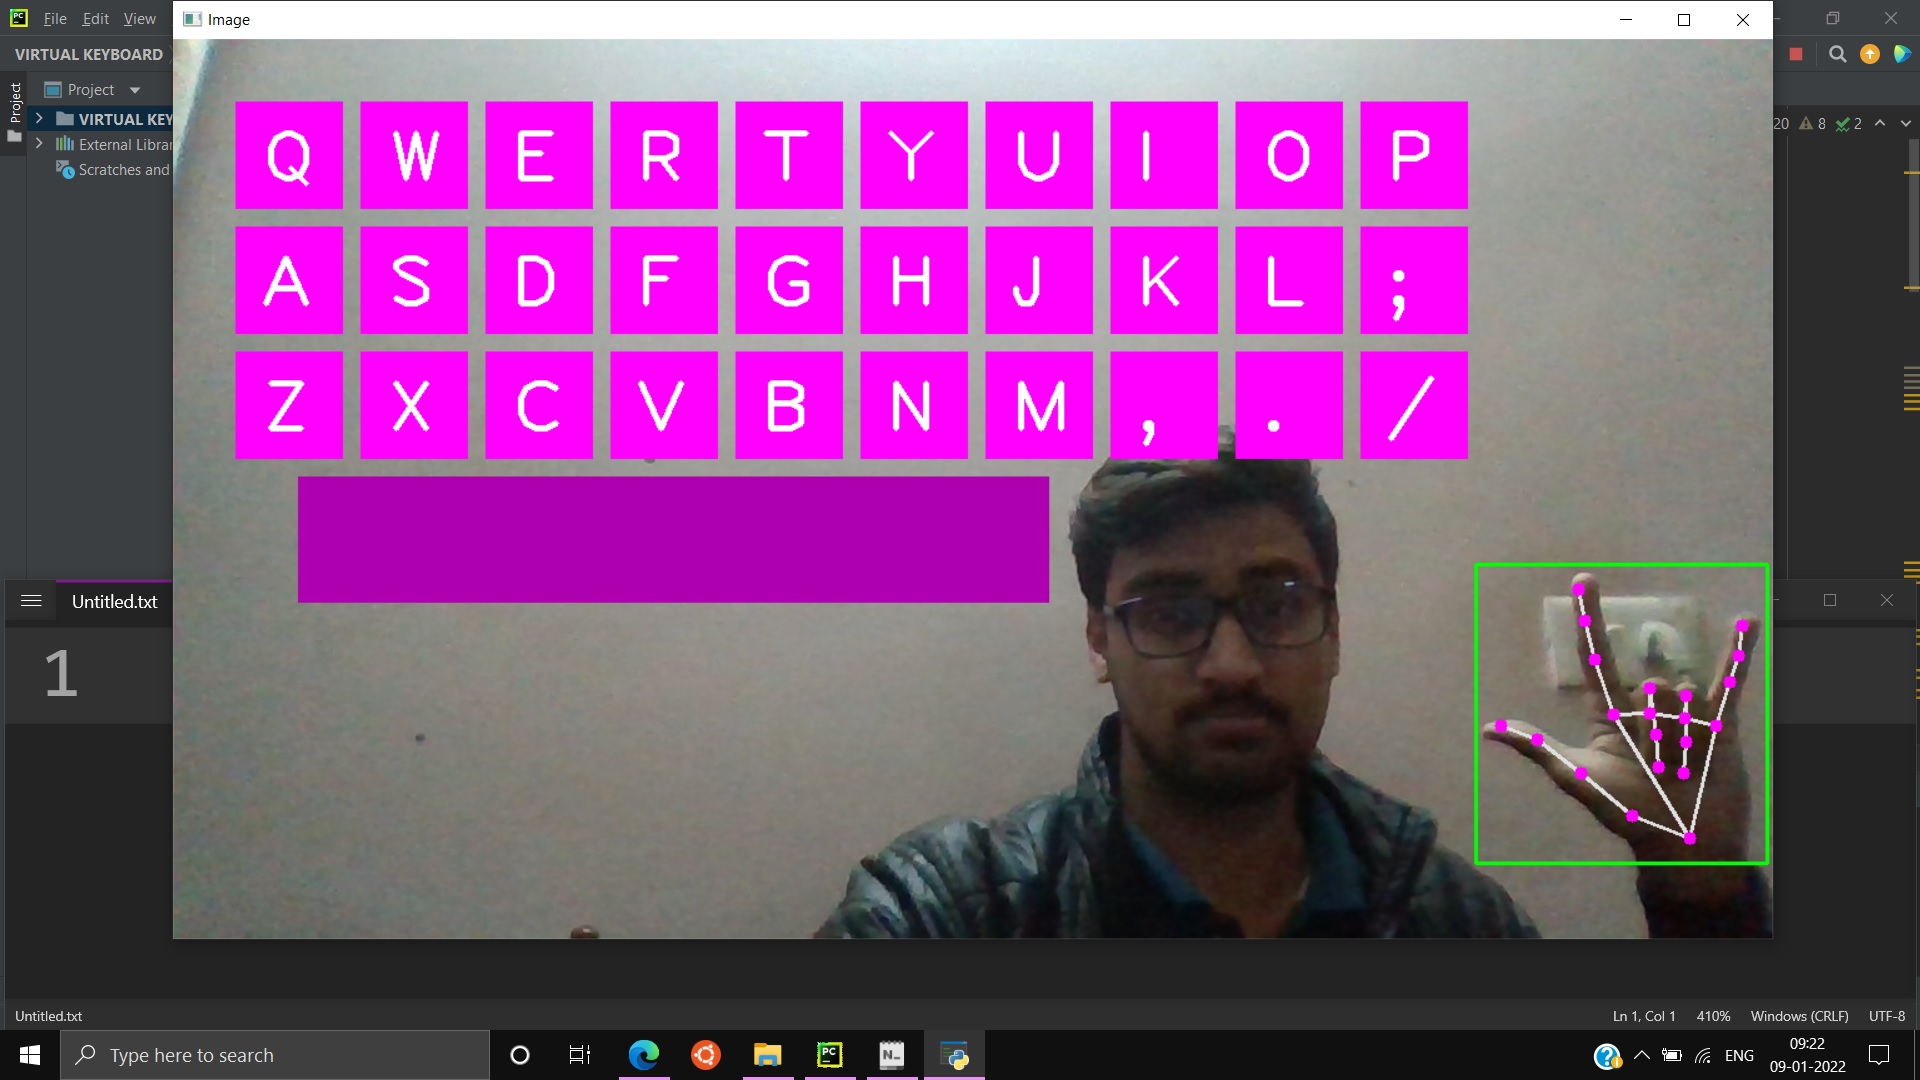 PC File Edit View
Image
VIRTUAL KEYBOARD
Project
Project
VIRTUAL KEY
External Librar
Scratches and
20 8 2
Q W E R T Y U I O P
A S D F G H J K L ;
Z X C V B N M , . /
Untitled.txt
1
Untitled.txt
Ln 1, Col 1 410% Windows (CRLF) UTF-8
Type here to search
PC
N
ENG
09:22
09-01-2022